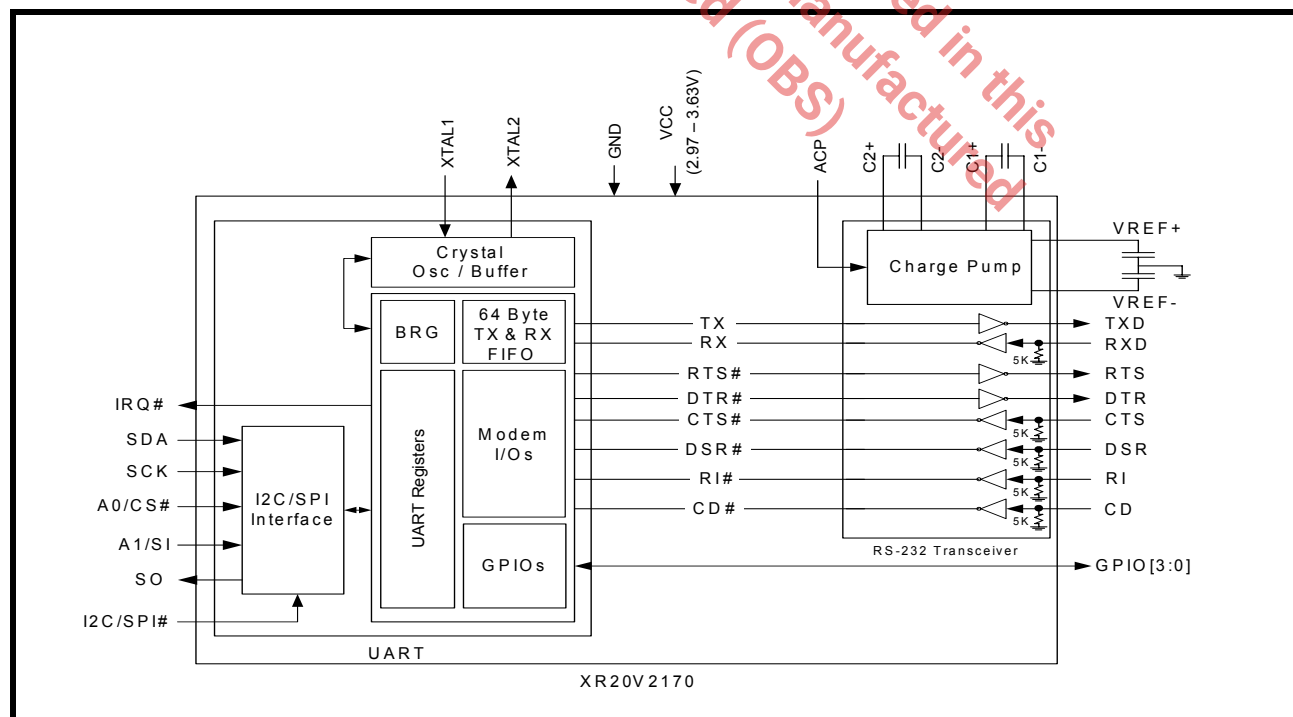 ed in this
manufactured
ed (OBS)
XTAL1
XTAL2
GND
VCC
(2.97 – 3.63V)
ACP
C2+
C2-
C1+
C1-
VREF+
VREF-
Crystal
Osc / Buffer
Charge Pump
BRG
64 Byte
TX & RX
FIFO
TX
TXD
RX
5K
RXD
RTS#
RTS
DTR#
DTR
CTS#
5K
CTS
DSR#
5K
DSR
RI#
5K
RI
CD#
5K
CD
RS-232 Transceiver
IRQ#
SDA
SCK
A0/CS#
A1/SI
SO
I2C/SPI#
I2C/SPI
Interface
UART Registers
Modem
I/Os
GPIOs
GPIO[3:0]
UART
XR20V2170